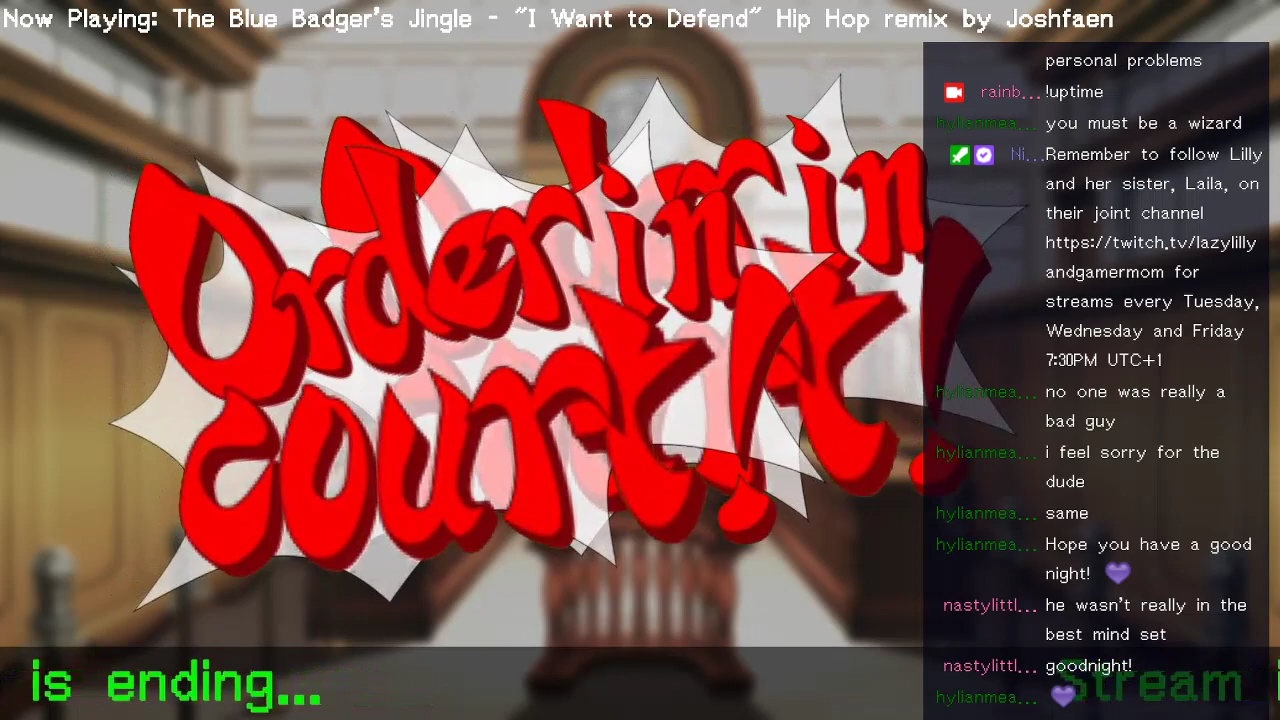 Now Playing: The Blue Badger's Jingle - "I Want to Defend" Hip Hop remix by Joshfaen
Order in in
court! A!
personal problems
rainb... !uptime
hylianmea... you must be a wizard
Ni... Remember to follow Lilly
and her sister, Laila, on
their joint channel
https://twitch.tv/lazylilly
andgamermom for
streams every Tuesday,
Wednesday and Friday
7:30PM UTC+1
hylianmea... no one was really a
bad guy
hylianmea... i feel sorry for the
dude
hylianmea... same
hylianmea... Hope you have a good
night! 💜
nastylittl... he wasn't really in the
best mind set
nastylittl... goodnight!
hylianmea... 💜
is ending...
Stream